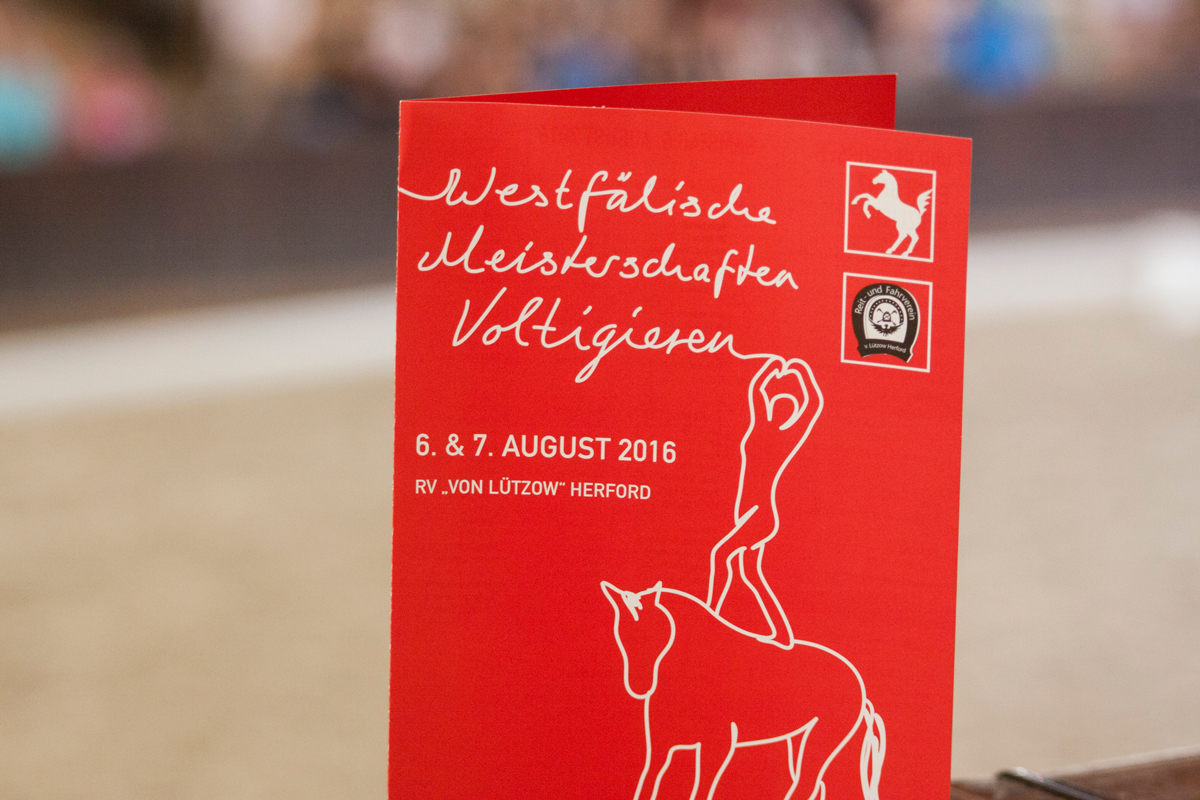 Westfälische
Meisterschaften
Voltigieren
6. & 7. AUGUST 2016
RV „VON LÜTZOW“ HERFORD
Reit- und Fahrverein
v. Lützow Herford